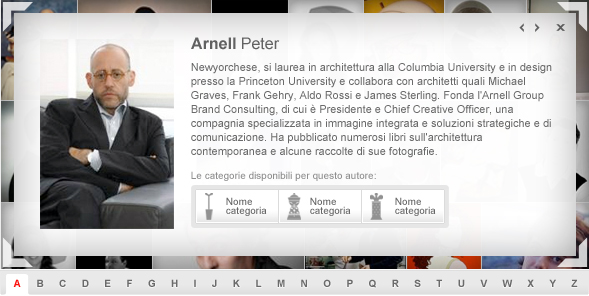 Arnell Peter
Newyorchese, si laurea in architettura alla Columbia University e in design
presso la Princeton University e collabora con architetti quali Michael
Graves, Frank Gehry, Aldo Rossi e James Sterling. Fonda l'Arnell Group
Brand Consulting, di cui è Presidente e Chief Creative Officer, una
compagnia specializzata in immagine integrata e soluzioni strategiche e di
comunicazione. Ha pubblicato numerosi libri sull'architettura
contemporanea e alcune raccolte di sue fotografie.
Le categorie disponibili per questo autore:
Nome
categoria
Nome
categoria
Nome
categoria
A B C D E F G H I J K L M N O P Q R S T U V W X Y Z